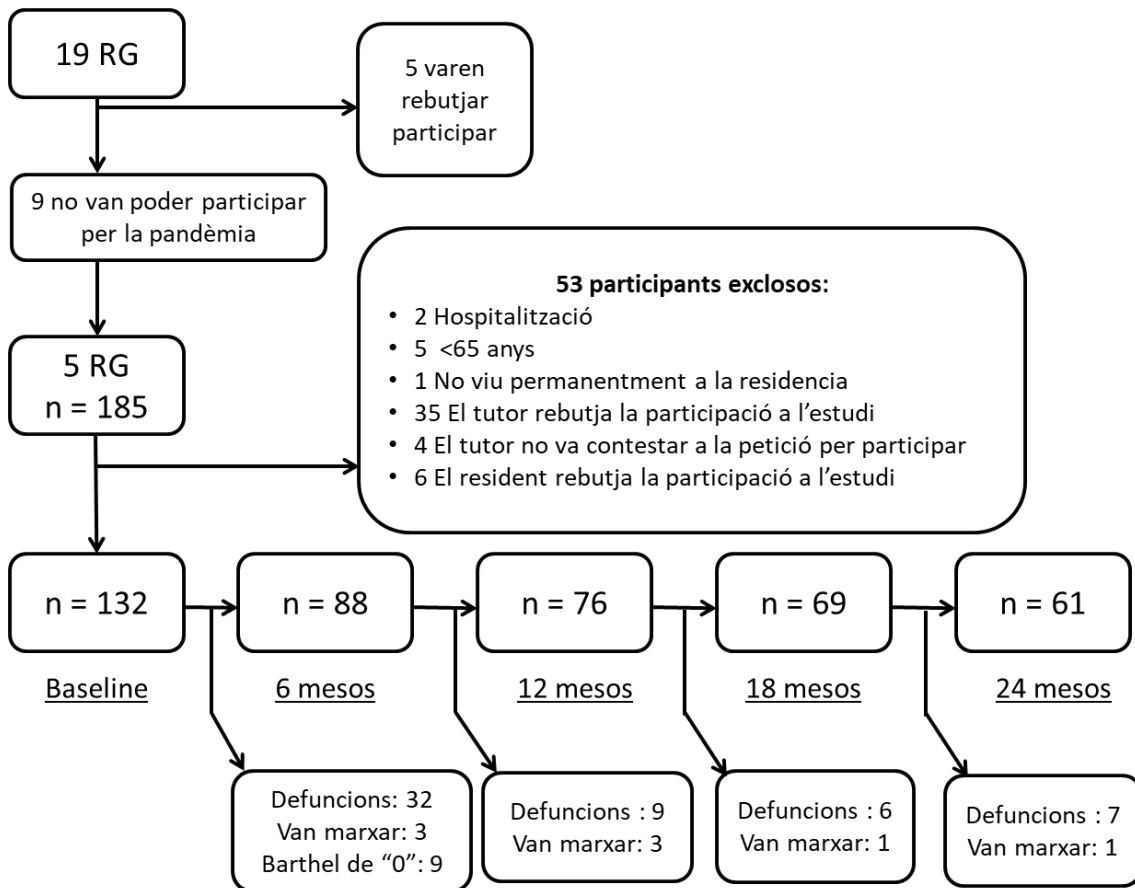 19 RG
5 varen
rebutjar
participar
9 no van poder participar
per la pandèmia
53 participants exclosos:
• 2 Hospitalització
• 5 <65 anys
• 1 No viu permanentment a la residencia
• 35 El tutor rebutja la participació a l'estudi
• 4 El tutor no va contestar a la petició per participar
• 6 El resident rebutja la participació a l'estudi
5 RG
n = 185
n = 132
n = 88
n = 76
n = 69
n = 61
Baseline
6 mesos
12 mesos
18 mesos
24 mesos
Defuncions: 32
Van marxar: 3
Barthel de “0”: 9
Defuncions : 9
Van marxar: 3
Defuncions : 6
Van marxar: 1
Defuncions : 7
Van marxar: 1